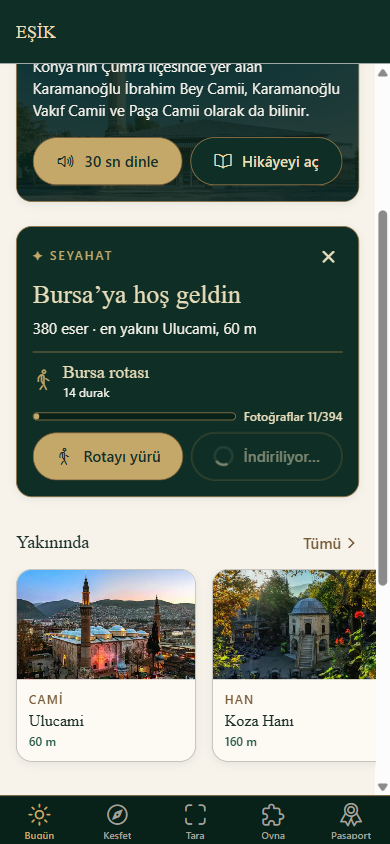 EŞİK
Konya'nın Çumra ilçesinde yer alan
Karamanoğlu İbrahim Bey Camii, Karamanoğlu
Vakıf Camii ve Paşa Camii olarak da bilinir.
30 sn dinle
Hikâyeyi aç
SEYAHAT
Bursa’ya hoş geldin
380 eser · en yakını Ulucami, 60 m
Bursa rotası
14 durak
Fotoğraflar 11/394
Rotayı yürü
İndiriliyor...
Yakınında
Tümü
CAMİ
Ulucami
60 m
HAN
Koza Hanı
160 m
Bugün
Keşfet
Tara
Oyna
Pasaport